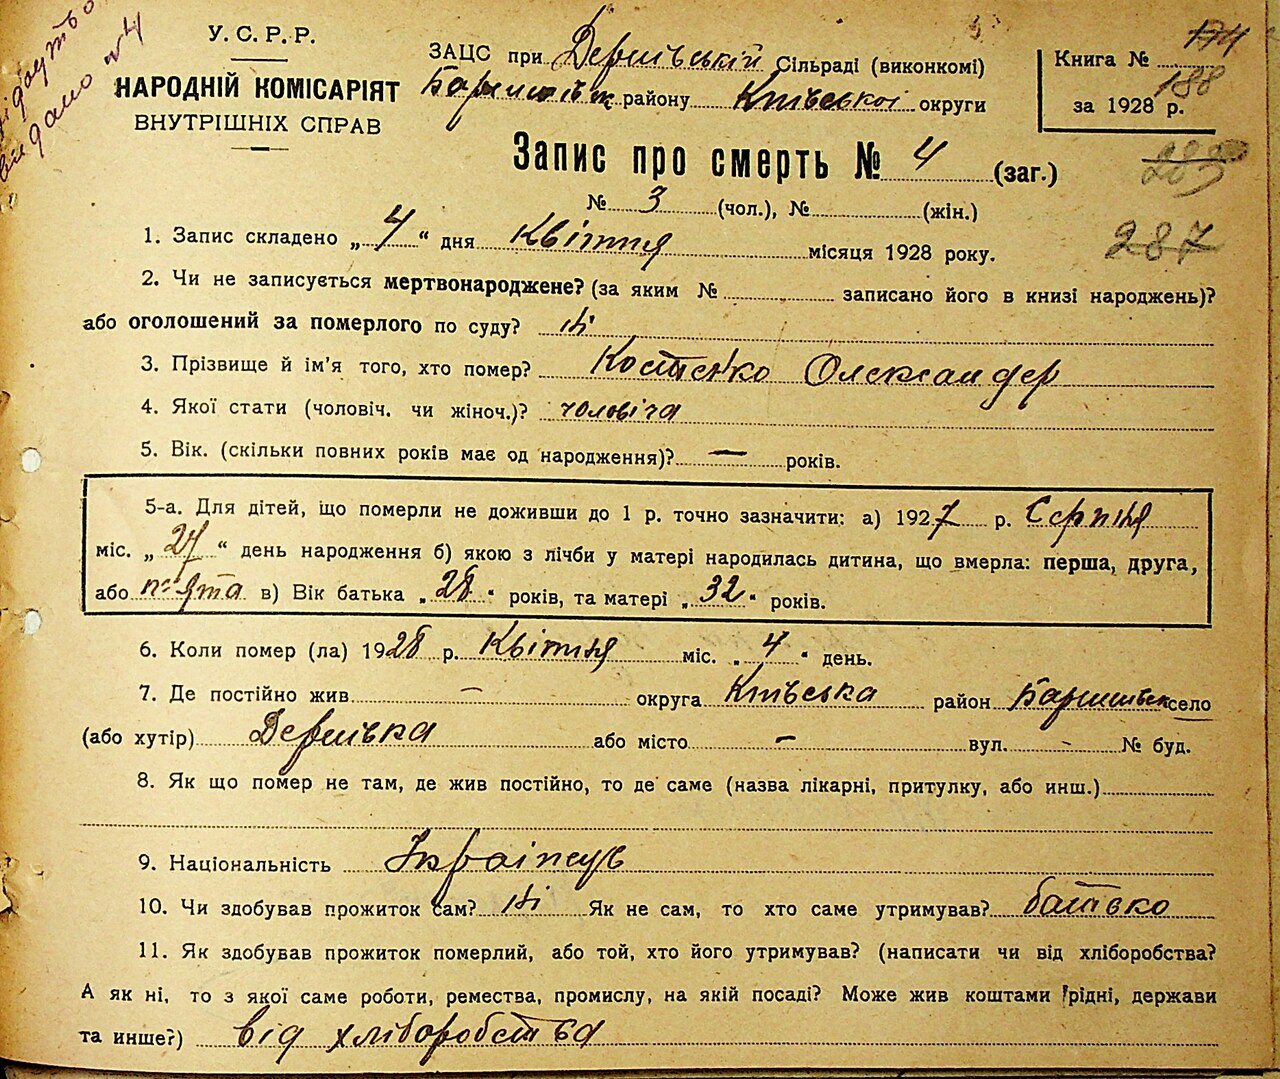 У. С. Р. Р.
НАРОДНІЙ КОМІСАРІЯТ
ВНУТРІШНІХ СПРАВ
видано №4
ЗАЦС при Дернівській Сільраді (виконкомі)
Баришівськ району Київської округи
Книга № 174
188
за 1928 р.
Запис про смерть № 4 (заг.)
285
№ 3 (чол.), № (жін.)
287
1. Запис складено „ 4 “ дня Квітня місяця 1928 року.
2. Чи не записується мертвонароджене? (за яким № записано його в книзі народжень)?
або оголошений за померлого по суду? Ні
3. Прізвище й ім'я того, хто помер? Костенко Олександер
4. Якої стати (чоловіч. чи жіноч.)? чоловіча
5. Вік. (скільки повних років має од народження)? — років.
5-а. Для дітей, що померли не доживши до 1 р. точно зазначити: а) 1927 р. Серпня
міс. „ 27 “ день народження б) якою з лічби у матері народилась дитина, що вмерла: перша, друга,
або п'ята в) Вік батька „ 28 “ років, та матері „ 32 “ років.
6. Коли помер (ла) 1928 р. Квітня міс. „ 4 “ день.
7. Де постійно жив — округа Київська район Баришівськ село
(або хутір) Дернівка або місто — вул. - № буд.
8. Як що помер не там, де жив постійно, то де саме (назва лікарні, притулку, або инш.)
9. Національність Українець
10. Чи здобував прожиток сам? Ні Як не сам, то хто саме утримував? батько
11. Як здобував прожиток померлий, або той, хто його утримував? (написати чи від хліборобства?
А як ні, то з якої саме роботи, ремества, промислу, на якій посаді? Може жив коштами рідні, держави
та инше?) від хліборобства